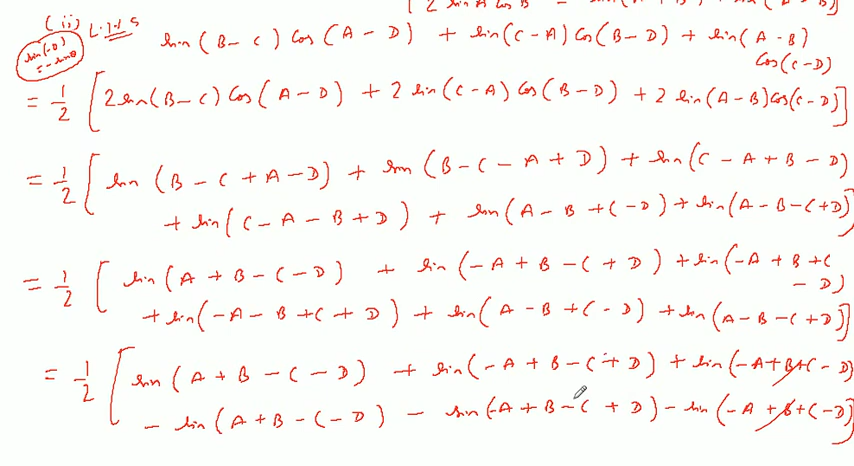 (ii) L.H.S
sin(-θ) = -sinθ
sin(B-C) Cos(A-D) + sin(C-A) Cos(B-D) + sin(A-B)
Cos(C-D)
= 1/2 [2 sin(B-C) Cos(A-D) + 2 sin(C-A) Cos(B-D) + 2 sin(A-B) Cos(C-D)]
= 1/2 [sin(B-C+A-D) + sin(B-C-A+D) + sin(C-A+B-D)
+ sin(C-A-B+D) + sin(A-B+C-D) + sin(A-B-C+D)]
= 1/2 [sin(A+B-C-D) + sin(-A+B-C+D) + sin(-A+B+C
-D)
+ sin(-A-B+C+D) + sin(A-B+C-D) + sin(A-B-C+D)]
= 1/2 [sin(A+B-C-D) + sin(-A+B-C+D) + sin(-A+B+C-D)
- sin(A+B-C-D) - sin(-A+B-C+D) - sin(-A+B+C-D)]